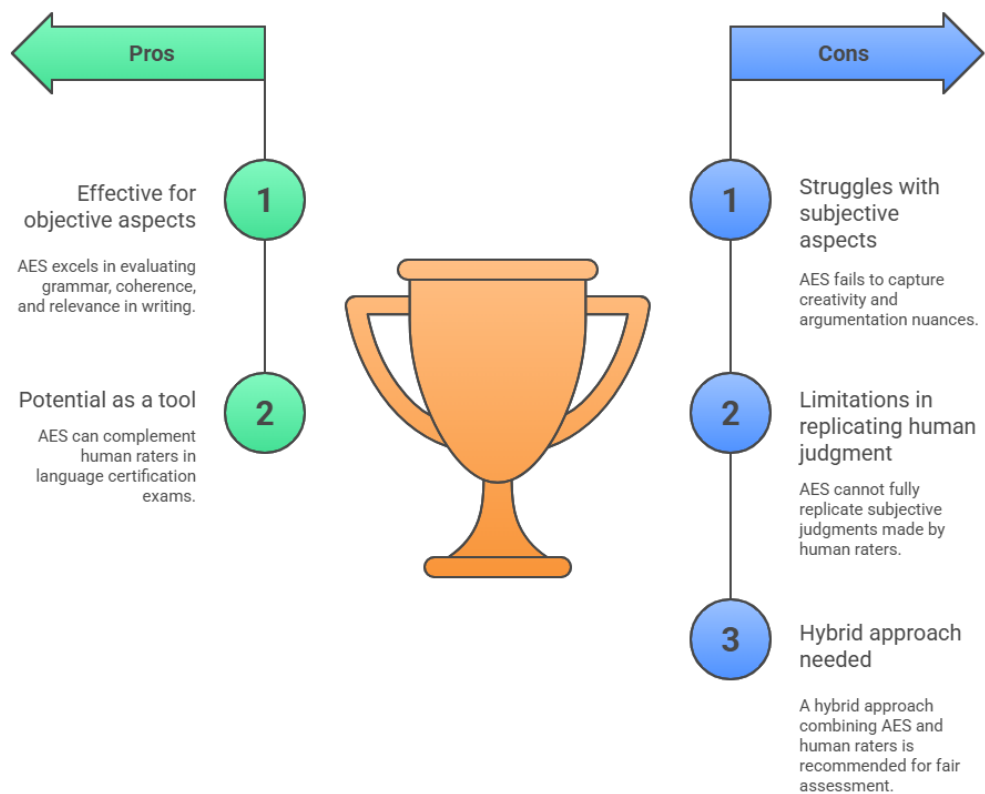 Pros
1
Effective for
objective aspects
AES excels in evaluating
grammar, coherence,
and relevance in writing.
2
Potential as a tool
AES can complement
human raters in
language certification
exams.
Cons
1
Struggles with
subjective
aspects
AES fails to capture
creativity and
argumentation nuances.
2
Limitations in
replicating human
judgment
AES cannot fully
replicate subjective
judgments made by
human raters.
3
Hybrid approach
needed
A hybrid approach
combining AES and
human raters is
recommended for fair
assessment.